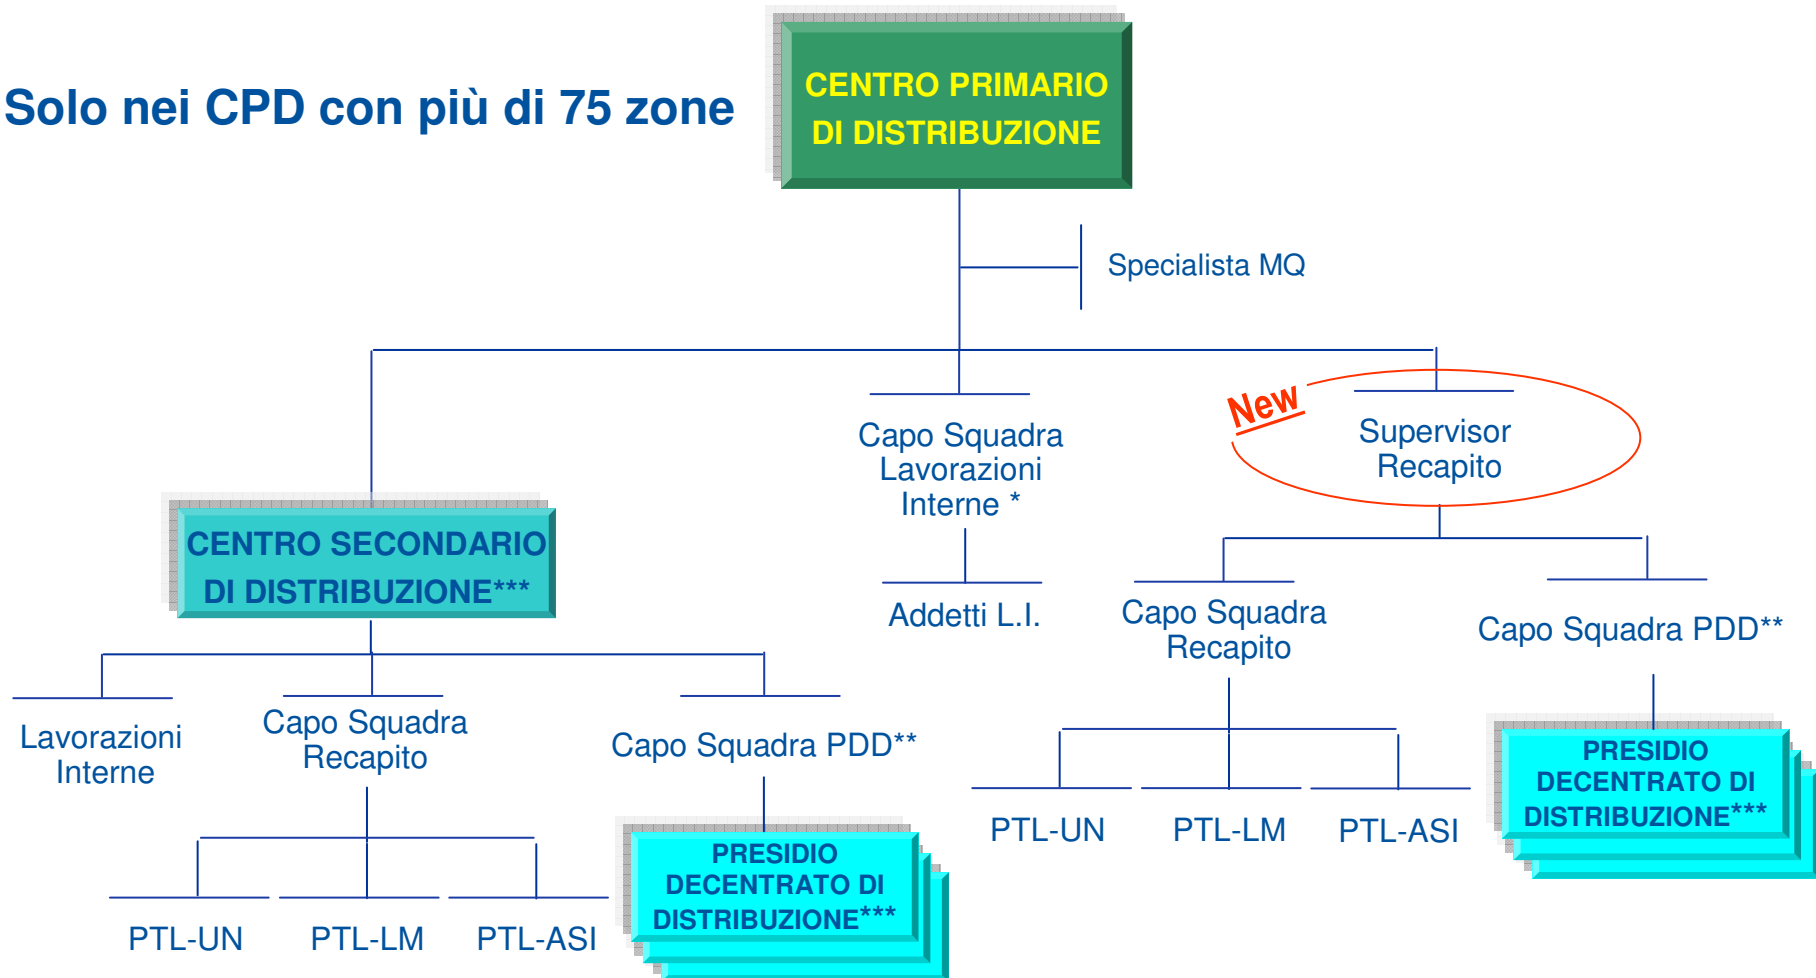 Solo nei CPD con più di 75 zone
CENTRO PRIMARIO
DI DISTRIBUZIONE
Specialista MQ
New
Capo Squadra
Lavorazioni
Interne *
Supervisor
Recapito
CENTRO SECONDARIO
DI DISTRIBUZIONE***
Addetti L.I.
Capo Squadra
Recapito
Capo Squadra PDD**
Lavorazioni
Interne
Capo Squadra
Recapito
Capo Squadra PDD**
PRESIDIO
DECENTRATO DI
DISTRIBUZIONE***
PTL-UN
PTL-LM
PTL-ASI
PRESIDIO
DECENTRATO DI
DISTRIBUZIONE***
PTL-UN
PTL-LM
PTL-ASI